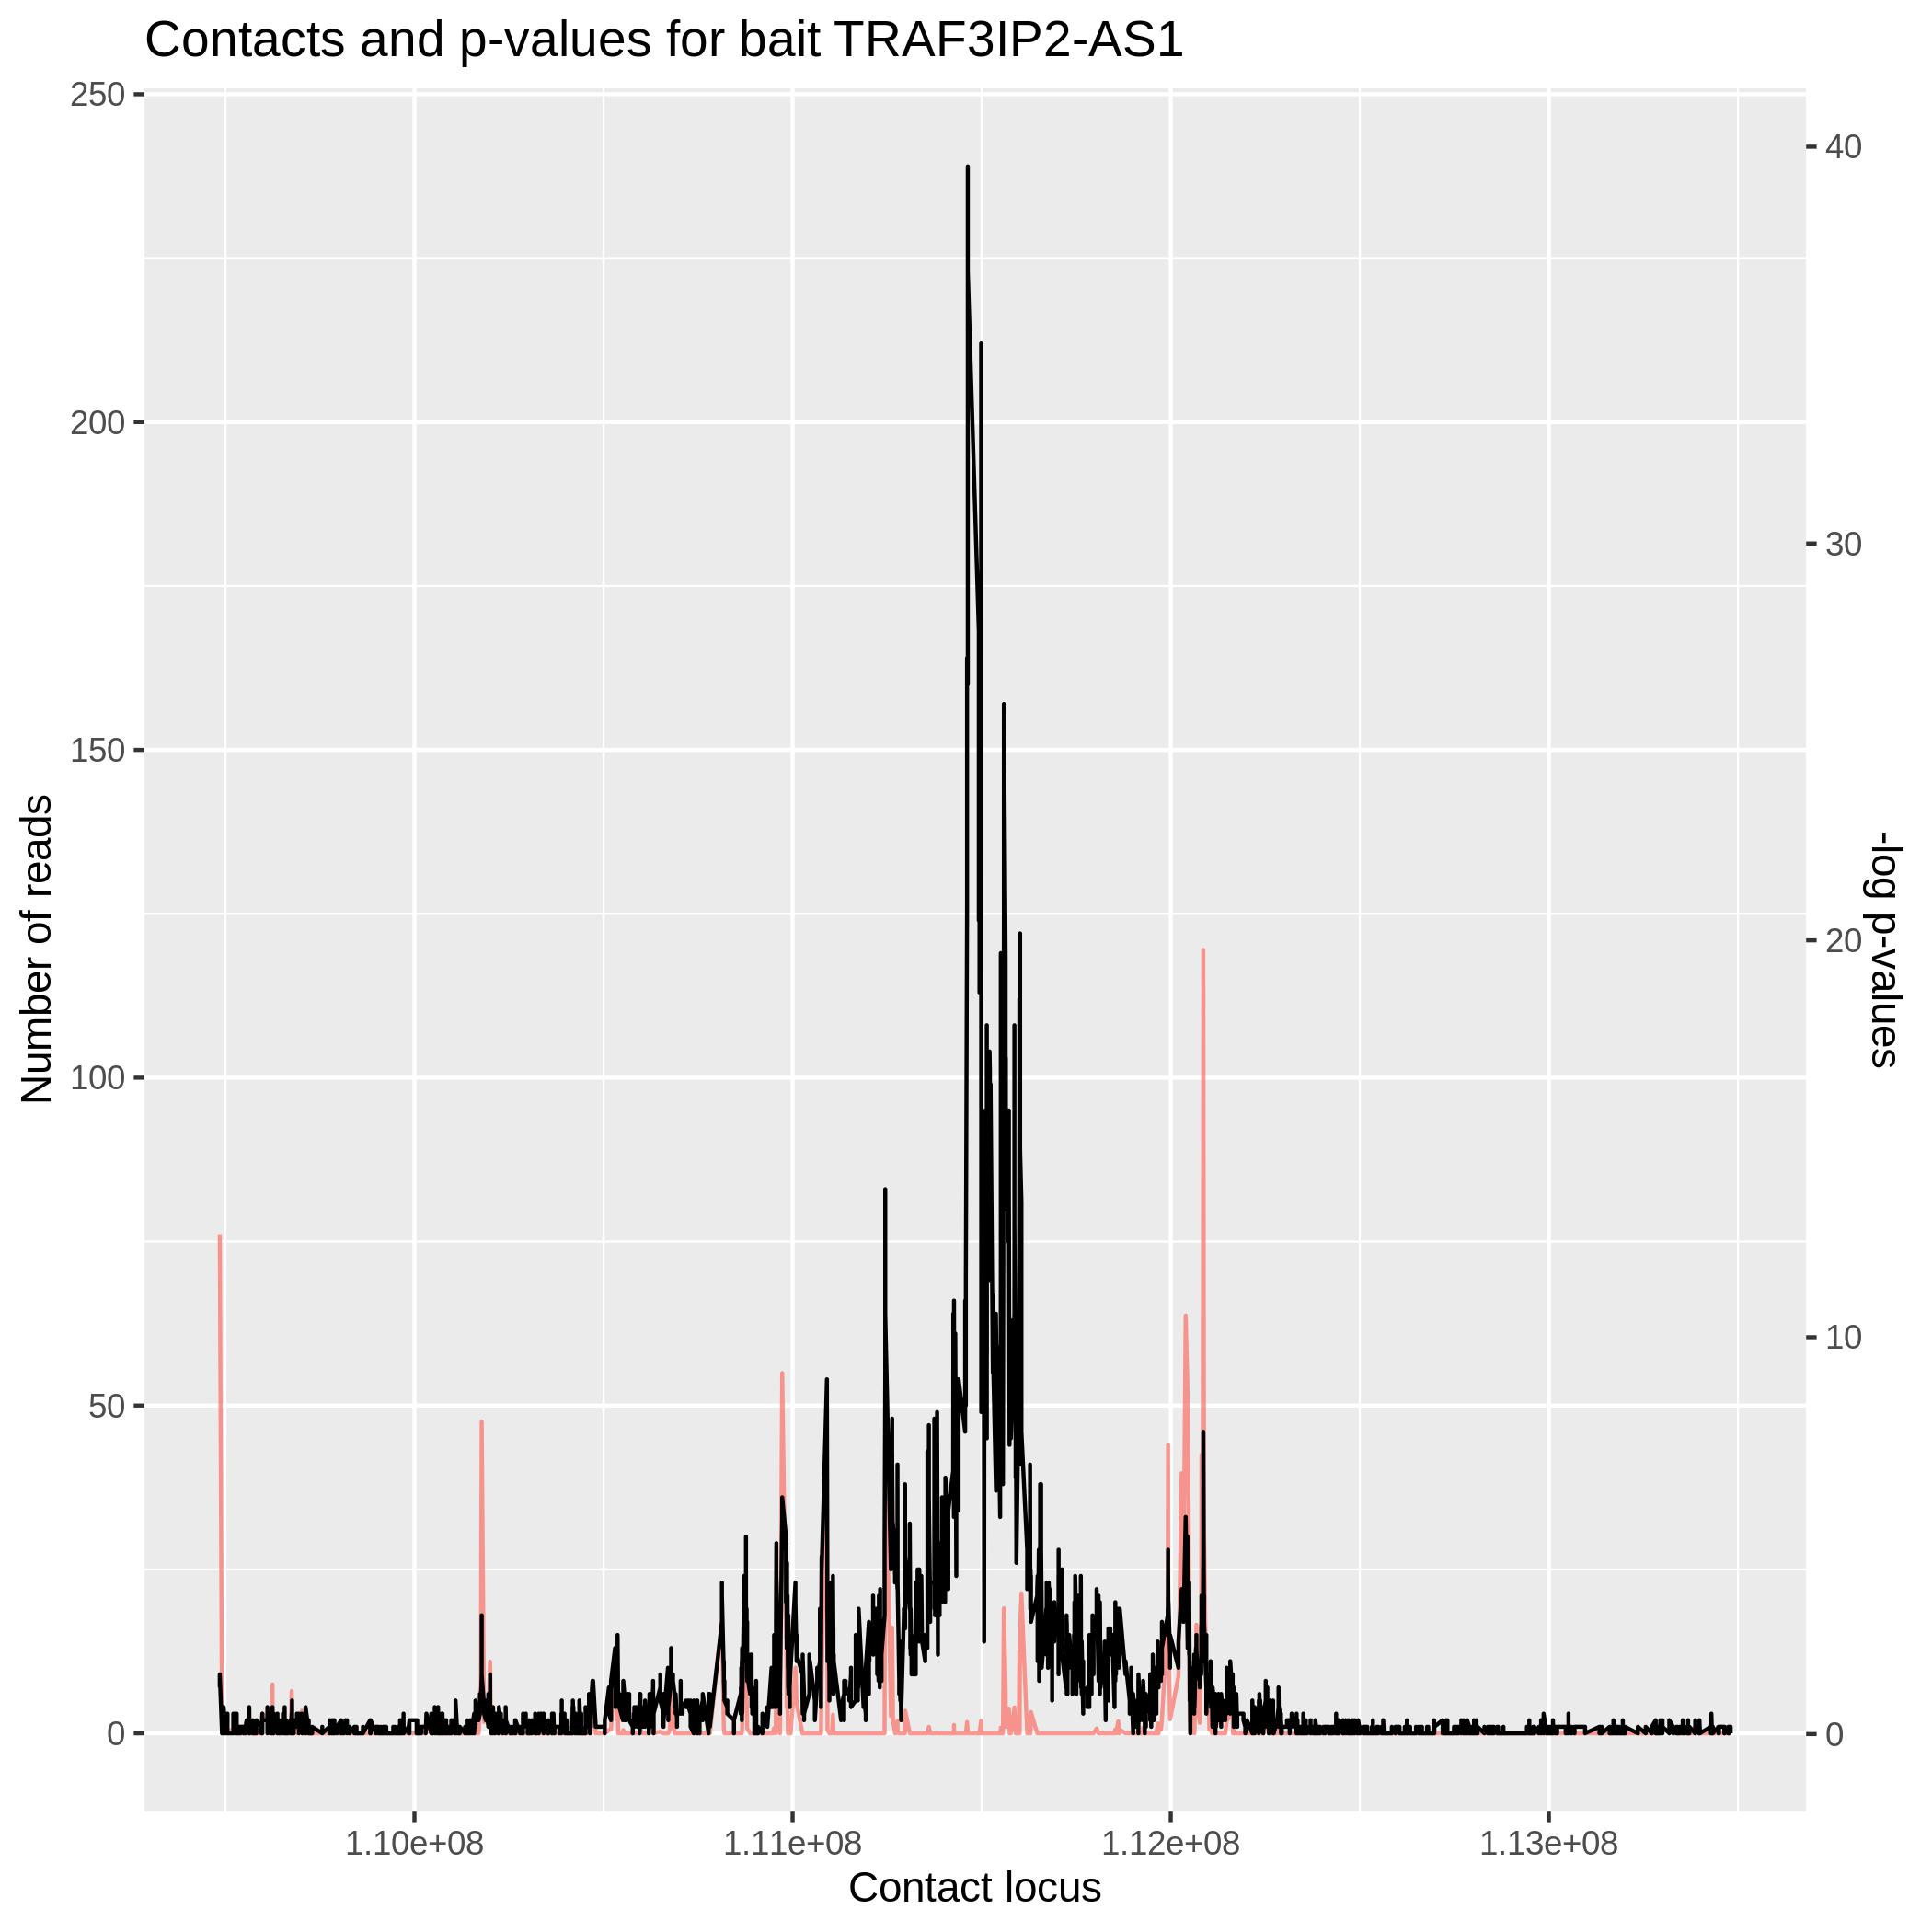 Contacts and p-values for bait TRAF3IP2-AS1
250
200
150
100
50
0
Number of reads
40
30
20
10
0
-log p-values
1.10e+08
1.11e+08
1.12e+08
1.13e+08
Contact locus